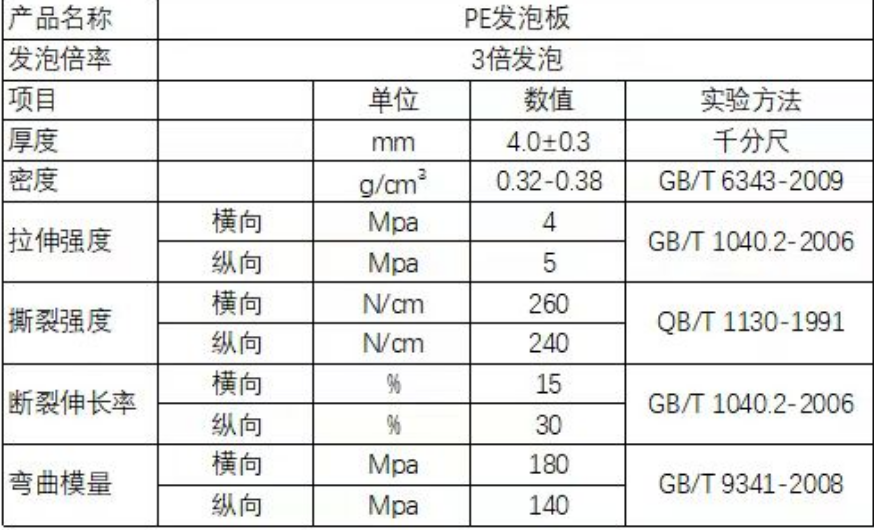 产品名称 PE发泡板
发泡倍率 3倍发泡
项目 单位 数值 实验方法
厚度 mm 4.0±0.3 千分尺
密度 g/cm³ 0.32-0.38 GB/T 6343-2009
拉伸强度 横向 Mpa 4 GB/T 1040.2-2006
纵向 Mpa 5
撕裂强度 横向 N/cm 260 QB/T 1130-1991
纵向 N/cm 240
断裂伸长率 横向 % 15 GB/T 1040.2-2006
纵向 % 30
弯曲模量 横向 Mpa 180 GB/T 9341-2008
纵向 Mpa 140